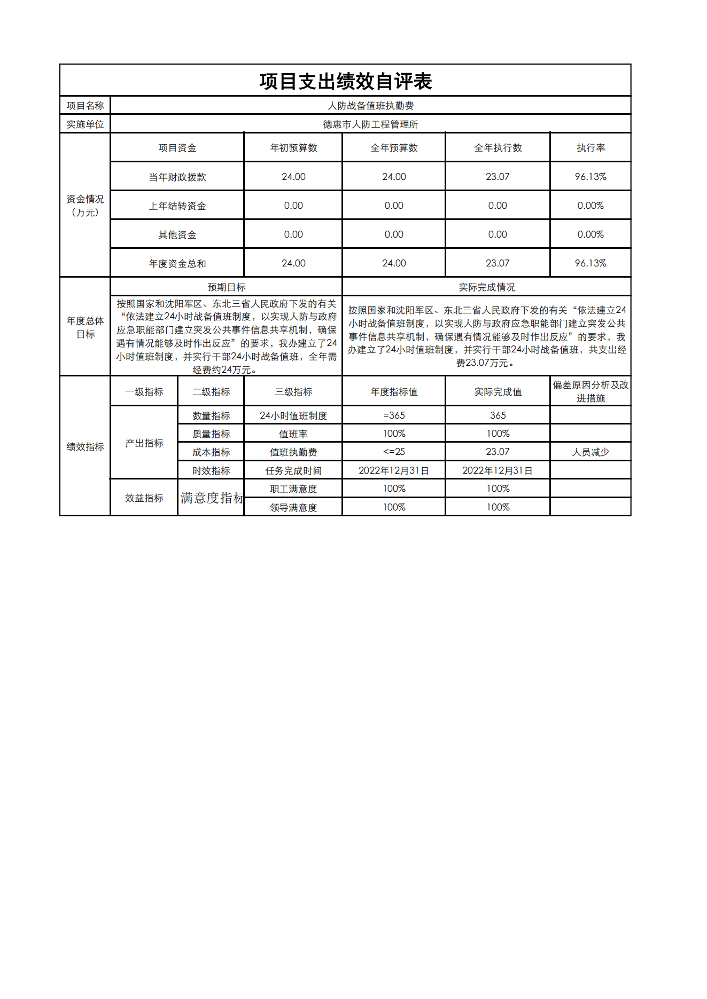 项目支出绩效自评表
项目名称 人防战备值班执勤费
实施单位 德惠市人防工程管理所
资金情况（万元） 项目资金 年初预算数 全年预算数 全年执行数 执行率
当年财政拨款 24.00 24.00 23.07 96.13%
上年结转资金 0.00 0.00 0.00 0.00%
其他资金 0.00 0.00 0.00 0.00%
年度资金总和 24.00 24.00 23.07 96.13%
年度总体目标
预期目标 实际完成情况
按照国家和沈阳军区、东北三省人民政府下发的有关
“依法建立24小时战备值班制度，以实现人防与政府
应急职能部门建立突发公共事件信息共享机制，确保
遇有情况能够及时作出反应”的要求，我办建立了24
小时值班制度，并实行干部24小时战备值班，全年需
经费约24万元。
按照国家和沈阳军区、东北三省人民政府下发的有关“依法建立24
小时战备值班制度，以实现人防与政府应急职能部门建立突发公共
事件信息共享机制，确保遇有情况能够及时作出反应”的要求，我
办建立了24小时值班制度，并实行干部24小时战备值班，共支出经
费23.07万元。
绩效指标
一级指标 二级指标 三级指标 年度指标值 实际完成值 偏差原因分析及改进措施
产出指标 数量指标 24小时值班制度 =365 365
质量指标 值班率 100% 100%
成本指标 值班执勤费 <=25 23.07 人员减少
时效指标 任务完成时间 2022年12月31日 2022年12月31日
效益指标 满意度指标 职工满意度 100% 100%
领导满意度 100% 100%